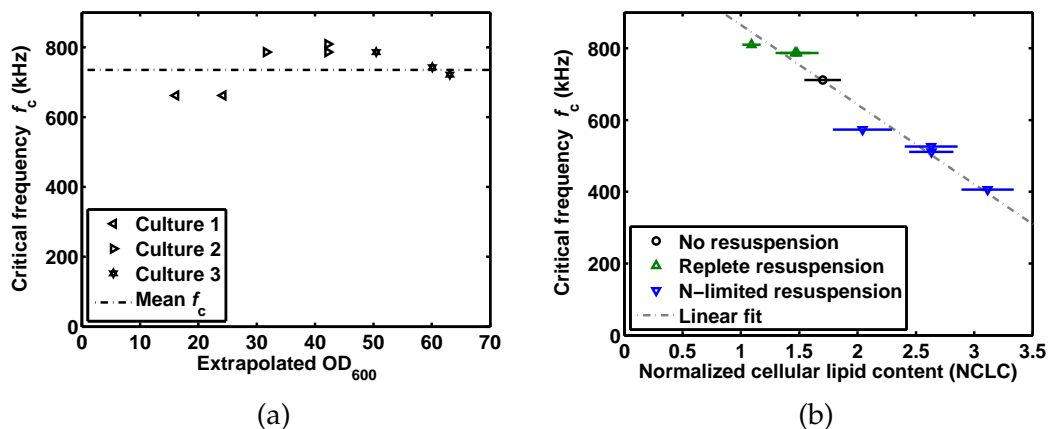 Critical frequency f_c (kHz)
800
600
400
200
0
Culture 1
Culture 2
Culture 3
Mean f_c
0 10 20 30 40 50 60 70
Extrapolated OD_600
(a)
Critical frequency f_c (kHz)
800
600
400
200
0
No resuspension
Replete resuspension
N−limited resuspension
Linear fit
0 0.5 1 1.5 2 2.5 3 3.5
Normalized cellular lipid content (NCLC)
(b)